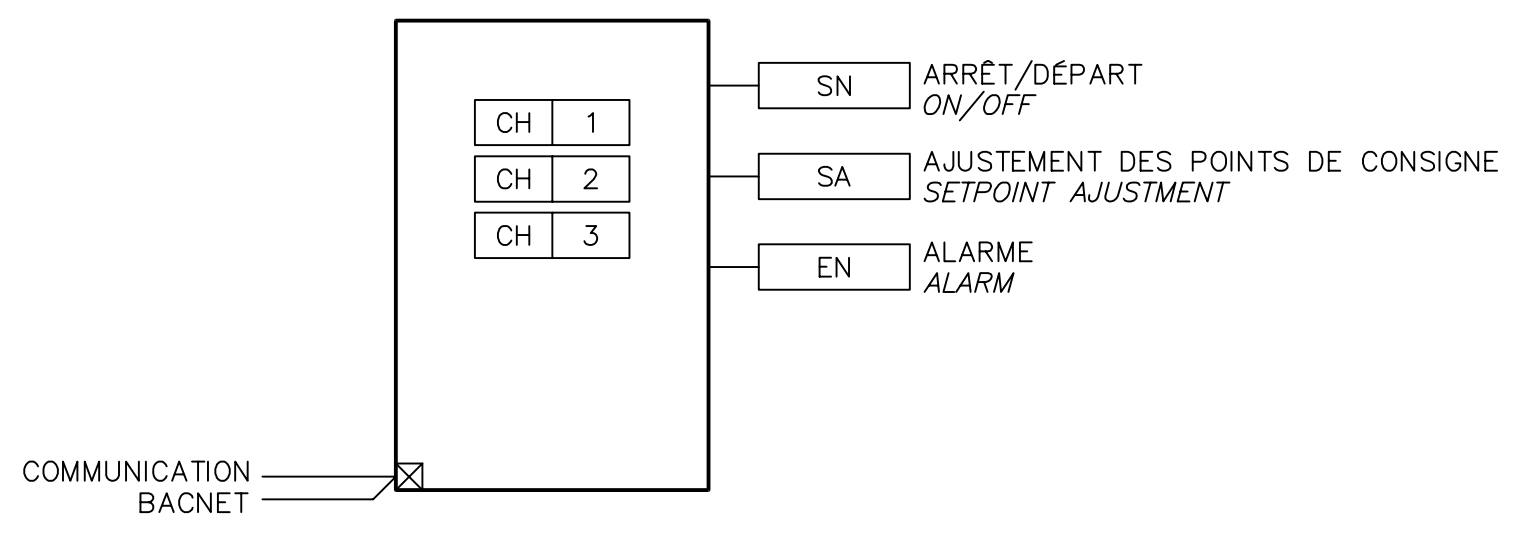 CH 1
CH 2
CH 3
SN ARRÊT/DÉPART
ON/OFF
SA AJUSTEMENT DES POINTS DE CONSIGNE
SETPOINT AJUSTMENT
EN ALARME
ALARM
COMMUNICATION
BACNET